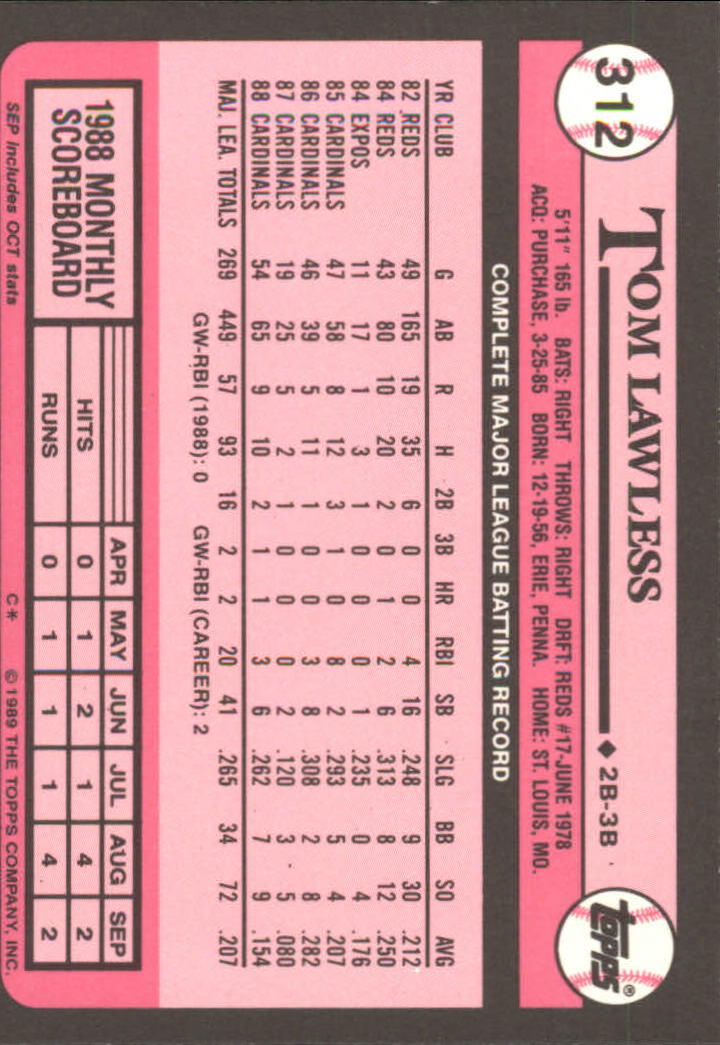 312
TOM LAWLESS ◆ 2B-3B
topps®
5'11" 165 lb. BATS: RIGHT THROWS: RIGHT DRFT: REDS #17-JUNE 1978
ACQ: PURCHASE, 3-25-85 BORN: 12-19-56, ERIE, PENNA. HOME: ST. LOUIS, MO.
COMPLETE MAJOR LEAGUE BATTING RECORD
YR CLUB G AB R H 2B 3B HR RBI SB SLG BB SO AVG
82 REDS 49 165 19 35 6 0 0 4 16 .248 9 30 .212
84 REDS 43 80 10 20 2 0 1 2 6 .313 8 12 .250
84 EXPOS 11 17 1 3 1 0 0 0 1 .235 0 4 .176
85 CARDINALS 47 58 8 12 3 1 0 8 2 .293 5 4 .207
86 CARDINALS 46 39 5 11 1 0 0 3 8 .308 2 8 .282
87 CARDINALS 19 25 5 2 1 0 0 0 2 .120 3 5 .080
88 CARDINALS 54 65 9 10 2 1 1 3 6 .262 7 9 .154
MAJ. LEA. TOTALS 269 449 57 93 16 2 2 20 41 .265 34 72 .207
GW-RBI (1988): 0 GW-RBI (CAREER): 2
1988 MONTHLY
SCOREBOARD
APR MAY JUN JUL AUG SEP
HITS 0 1 2 1 4 2
RUNS 0 1 1 1 4 2
SEP includes OCT stats C* © 1989 THE TOPPS COMPANY, INC.